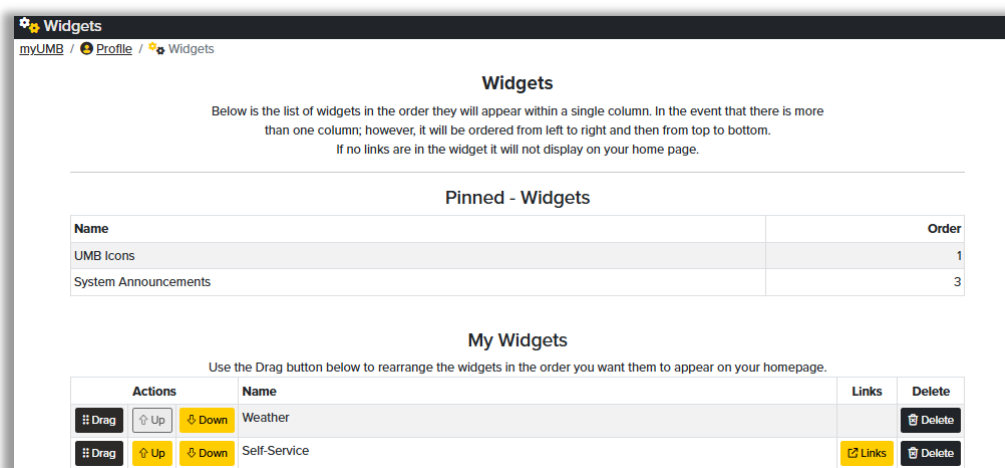 Widgets
myUMB / Profile / Widgets
Widgets
Below is the list of widgets in the order they will appear within a single column. In the event that there is more
than one column; however, it will be ordered from left to right and then from top to bottom.
If no links are in the widget it will not display on your home page.
Pinned - Widgets
Name Order
UMB Icons 1
System Announcements 3
My Widgets
Use the Drag button below to rearrange the widgets in the order you want them to appear on your homepage.
Actions Name Links Delete
Drag Up Down Weather Delete
Drag Up Down Self-Service Links Delete